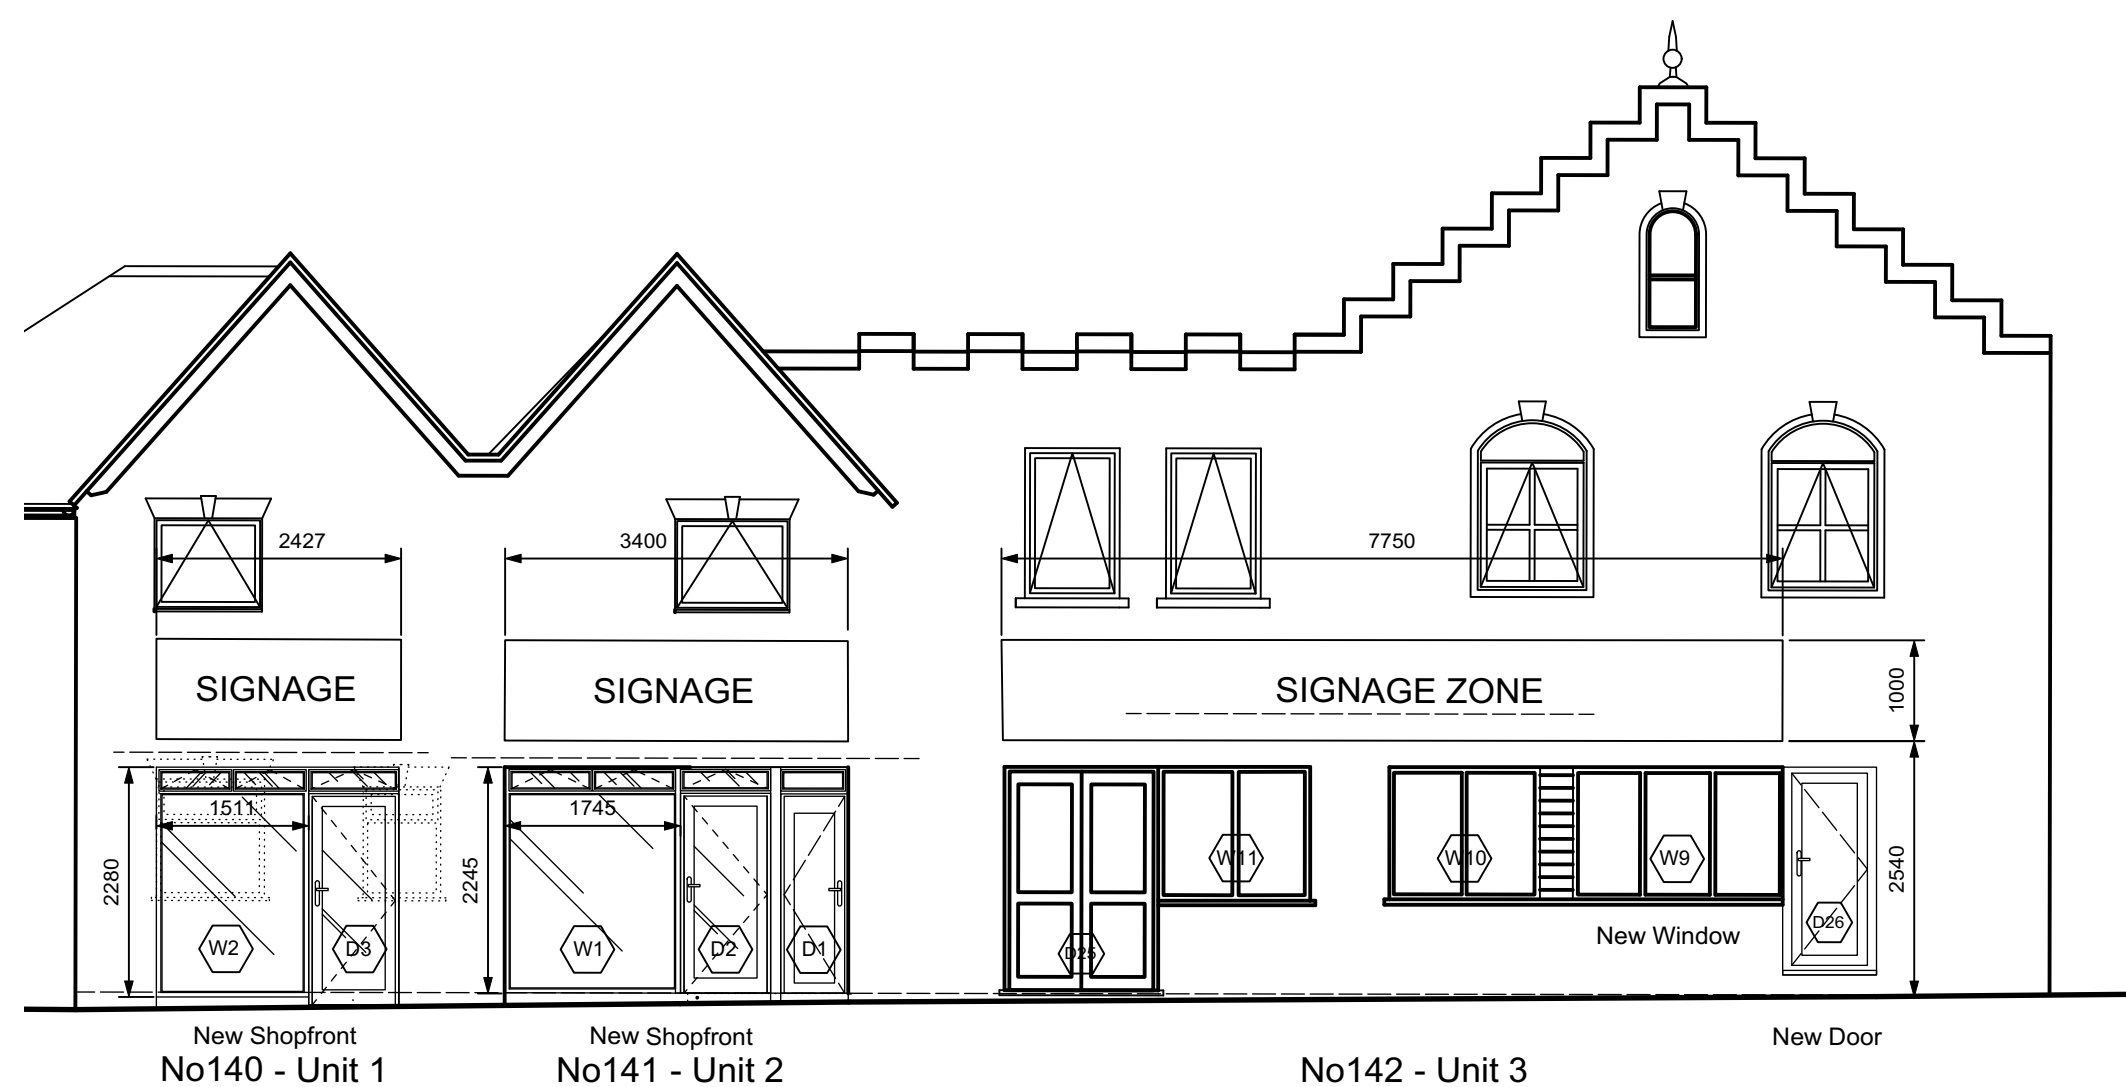 2427
3400
7750
SIGNAGE
SIGNAGE
SIGNAGE ZONE
1000
1511
1745
2280
2245
2540
W11
W10
W9
W2
D3
W1
D2
D1
D25
D26
New Window
New Shopfront
No140 - Unit 1
New Shopfront
No141 - Unit 2
No142 - Unit 3
New Door